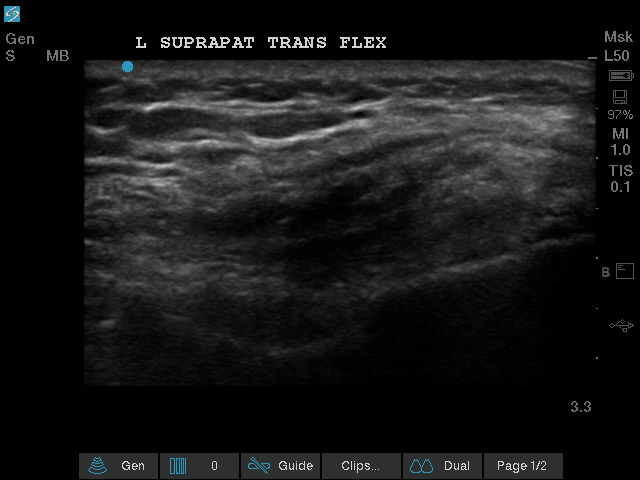 L SUPRAPAT TRANS FLEX
Gen
S MB
Msk
L50
97%
MI
1.0
TIS
0.1
B
3.3
Gen
0
Guide
Clips...
Dual
Page 1/2